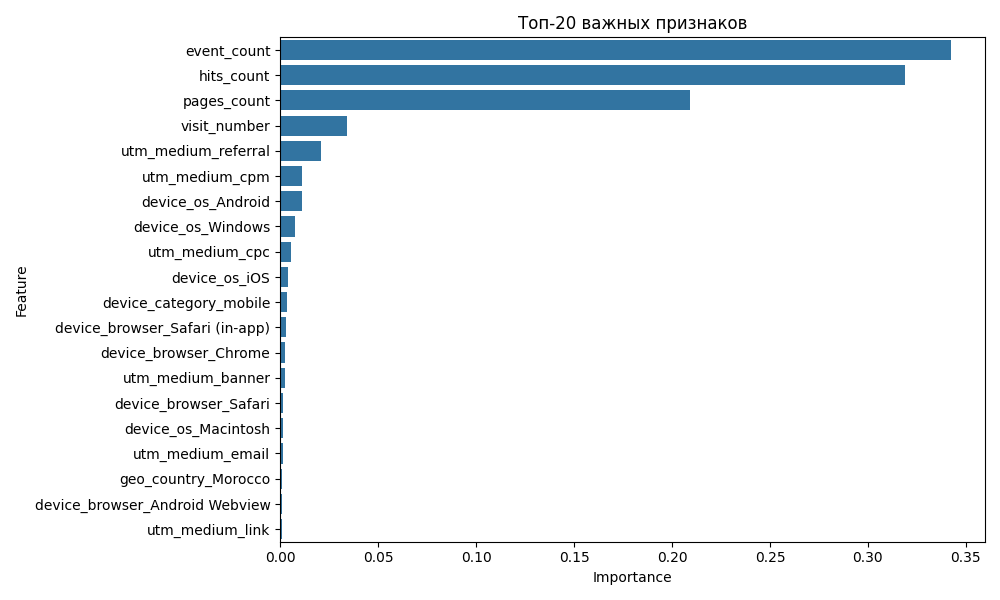 Топ-20 важных признаков
Feature
event_count
hits_count
pages_count
visit_number
utm_medium_referral
utm_medium_cpm
device_os_Android
device_os_Windows
utm_medium_cpc
device_os_iOS
device_category_mobile
device_browser_Safari (in-app)
device_browser_Chrome
utm_medium_banner
device_browser_Safari
device_os_Macintosh
utm_medium_email
geo_country_Morocco
device_browser_Android Webview
utm_medium_link
0.00 0.05 0.10 0.15 0.20 0.25 0.30 0.35
Importance